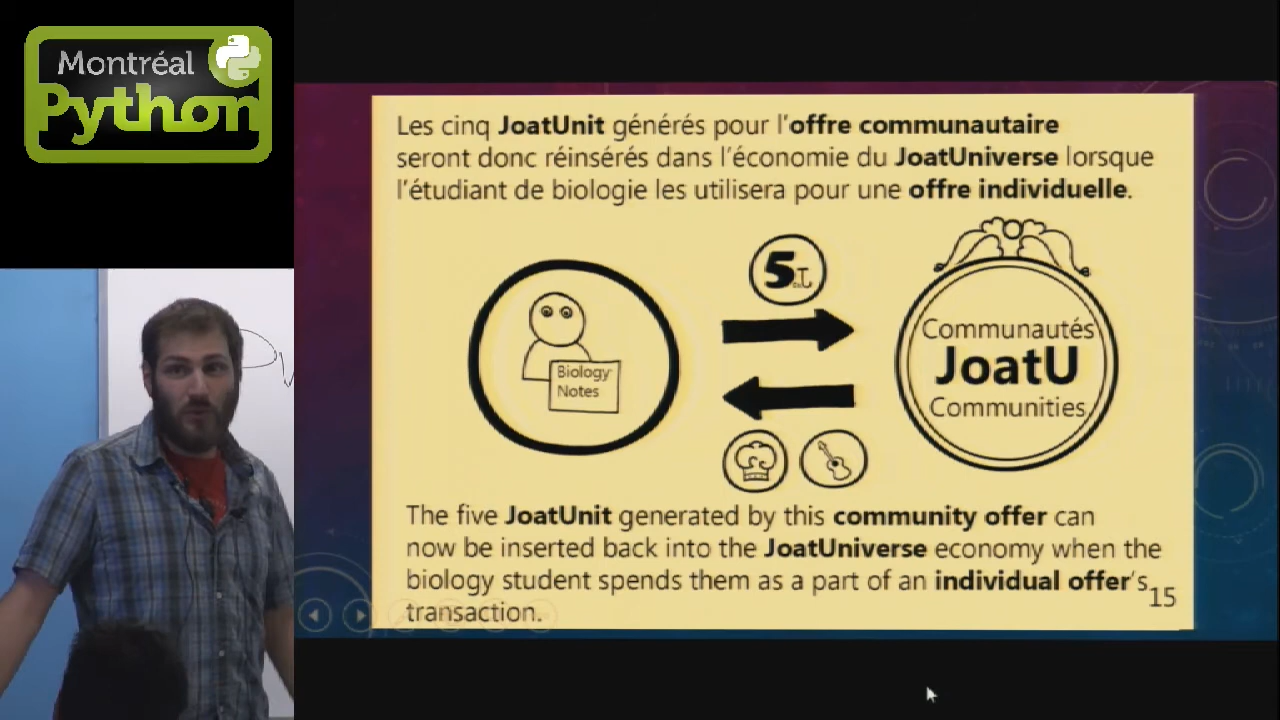 Montréal
Python
Les cinq JoatUnit générés pour l'offre communautaire
seront donc réinsérés dans l'économie du JoatUniverse lorsque
l'étudiant de biologie les utilisera pour une offre individuelle.
5
Biology
Notes
Communautés
JoatU
Communities
The five JoatUnit generated by this community offer can
now be inserted back into the JoatUniverse economy when the
biology student spends them as a part of an individual offer's
transaction.
15